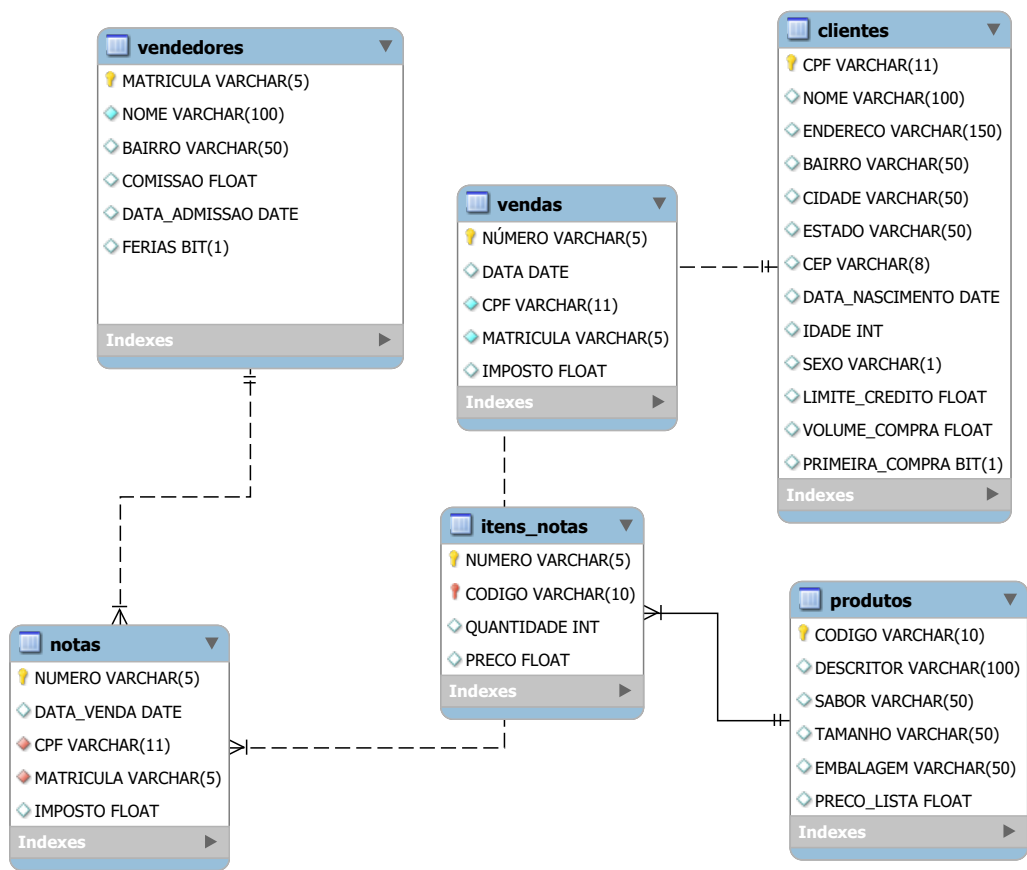 vendedores
MATRICULA VARCHAR(5)
NOME VARCHAR(100)
BAIRRO VARCHAR(50)
COMISSAO FLOAT
DATA_ADMISSAO DATE
FERIAS BIT(1)
Indexes
clientes
CPF VARCHAR(11)
NOME VARCHAR(100)
ENDERECO VARCHAR(150)
BAIRRO VARCHAR(50)
CIDADE VARCHAR(50)
ESTADO VARCHAR(50)
CEP VARCHAR(8)
DATA_NASCIMENTO DATE
IDADE INT
SEXO VARCHAR(1)
LIMITE_CREDITO FLOAT
VOLUME_COMPRA FLOAT
PRIMEIRA_COMPRA BIT(1)
Indexes
vendas
NÚMERO VARCHAR(5)
DATA DATE
CPF VARCHAR(11)
MATRICULA VARCHAR(5)
IMPOSTO FLOAT
Indexes
itens_notas
NUMERO VARCHAR(5)
CODIGO VARCHAR(10)
QUANTIDADE INT
PRECO FLOAT
Indexes
produtos
CODIGO VARCHAR(10)
DESCRITOR VARCHAR(100)
SABOR VARCHAR(50)
TAMANHO VARCHAR(50)
EMBALAGEM VARCHAR(50)
PRECO_LISTA FLOAT
Indexes
notas
NUMERO VARCHAR(5)
DATA_VENDA DATE
CPF VARCHAR(11)
MATRICULA VARCHAR(5)
IMPOSTO FLOAT
Indexes